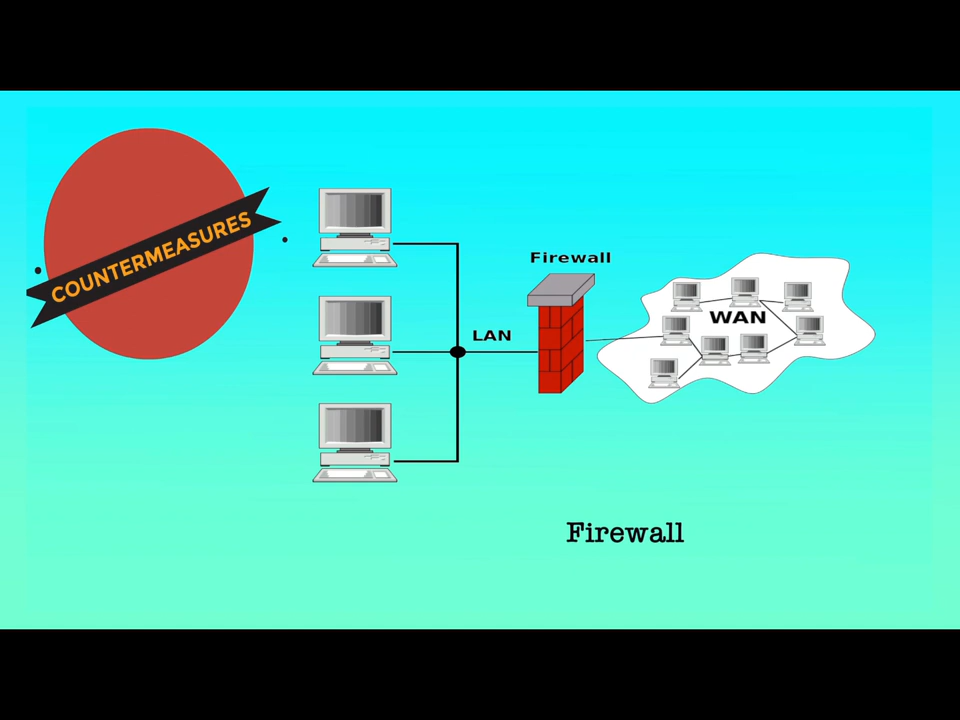 COUNTERMEASURES
Firewall
LAN
WAN
Firewall